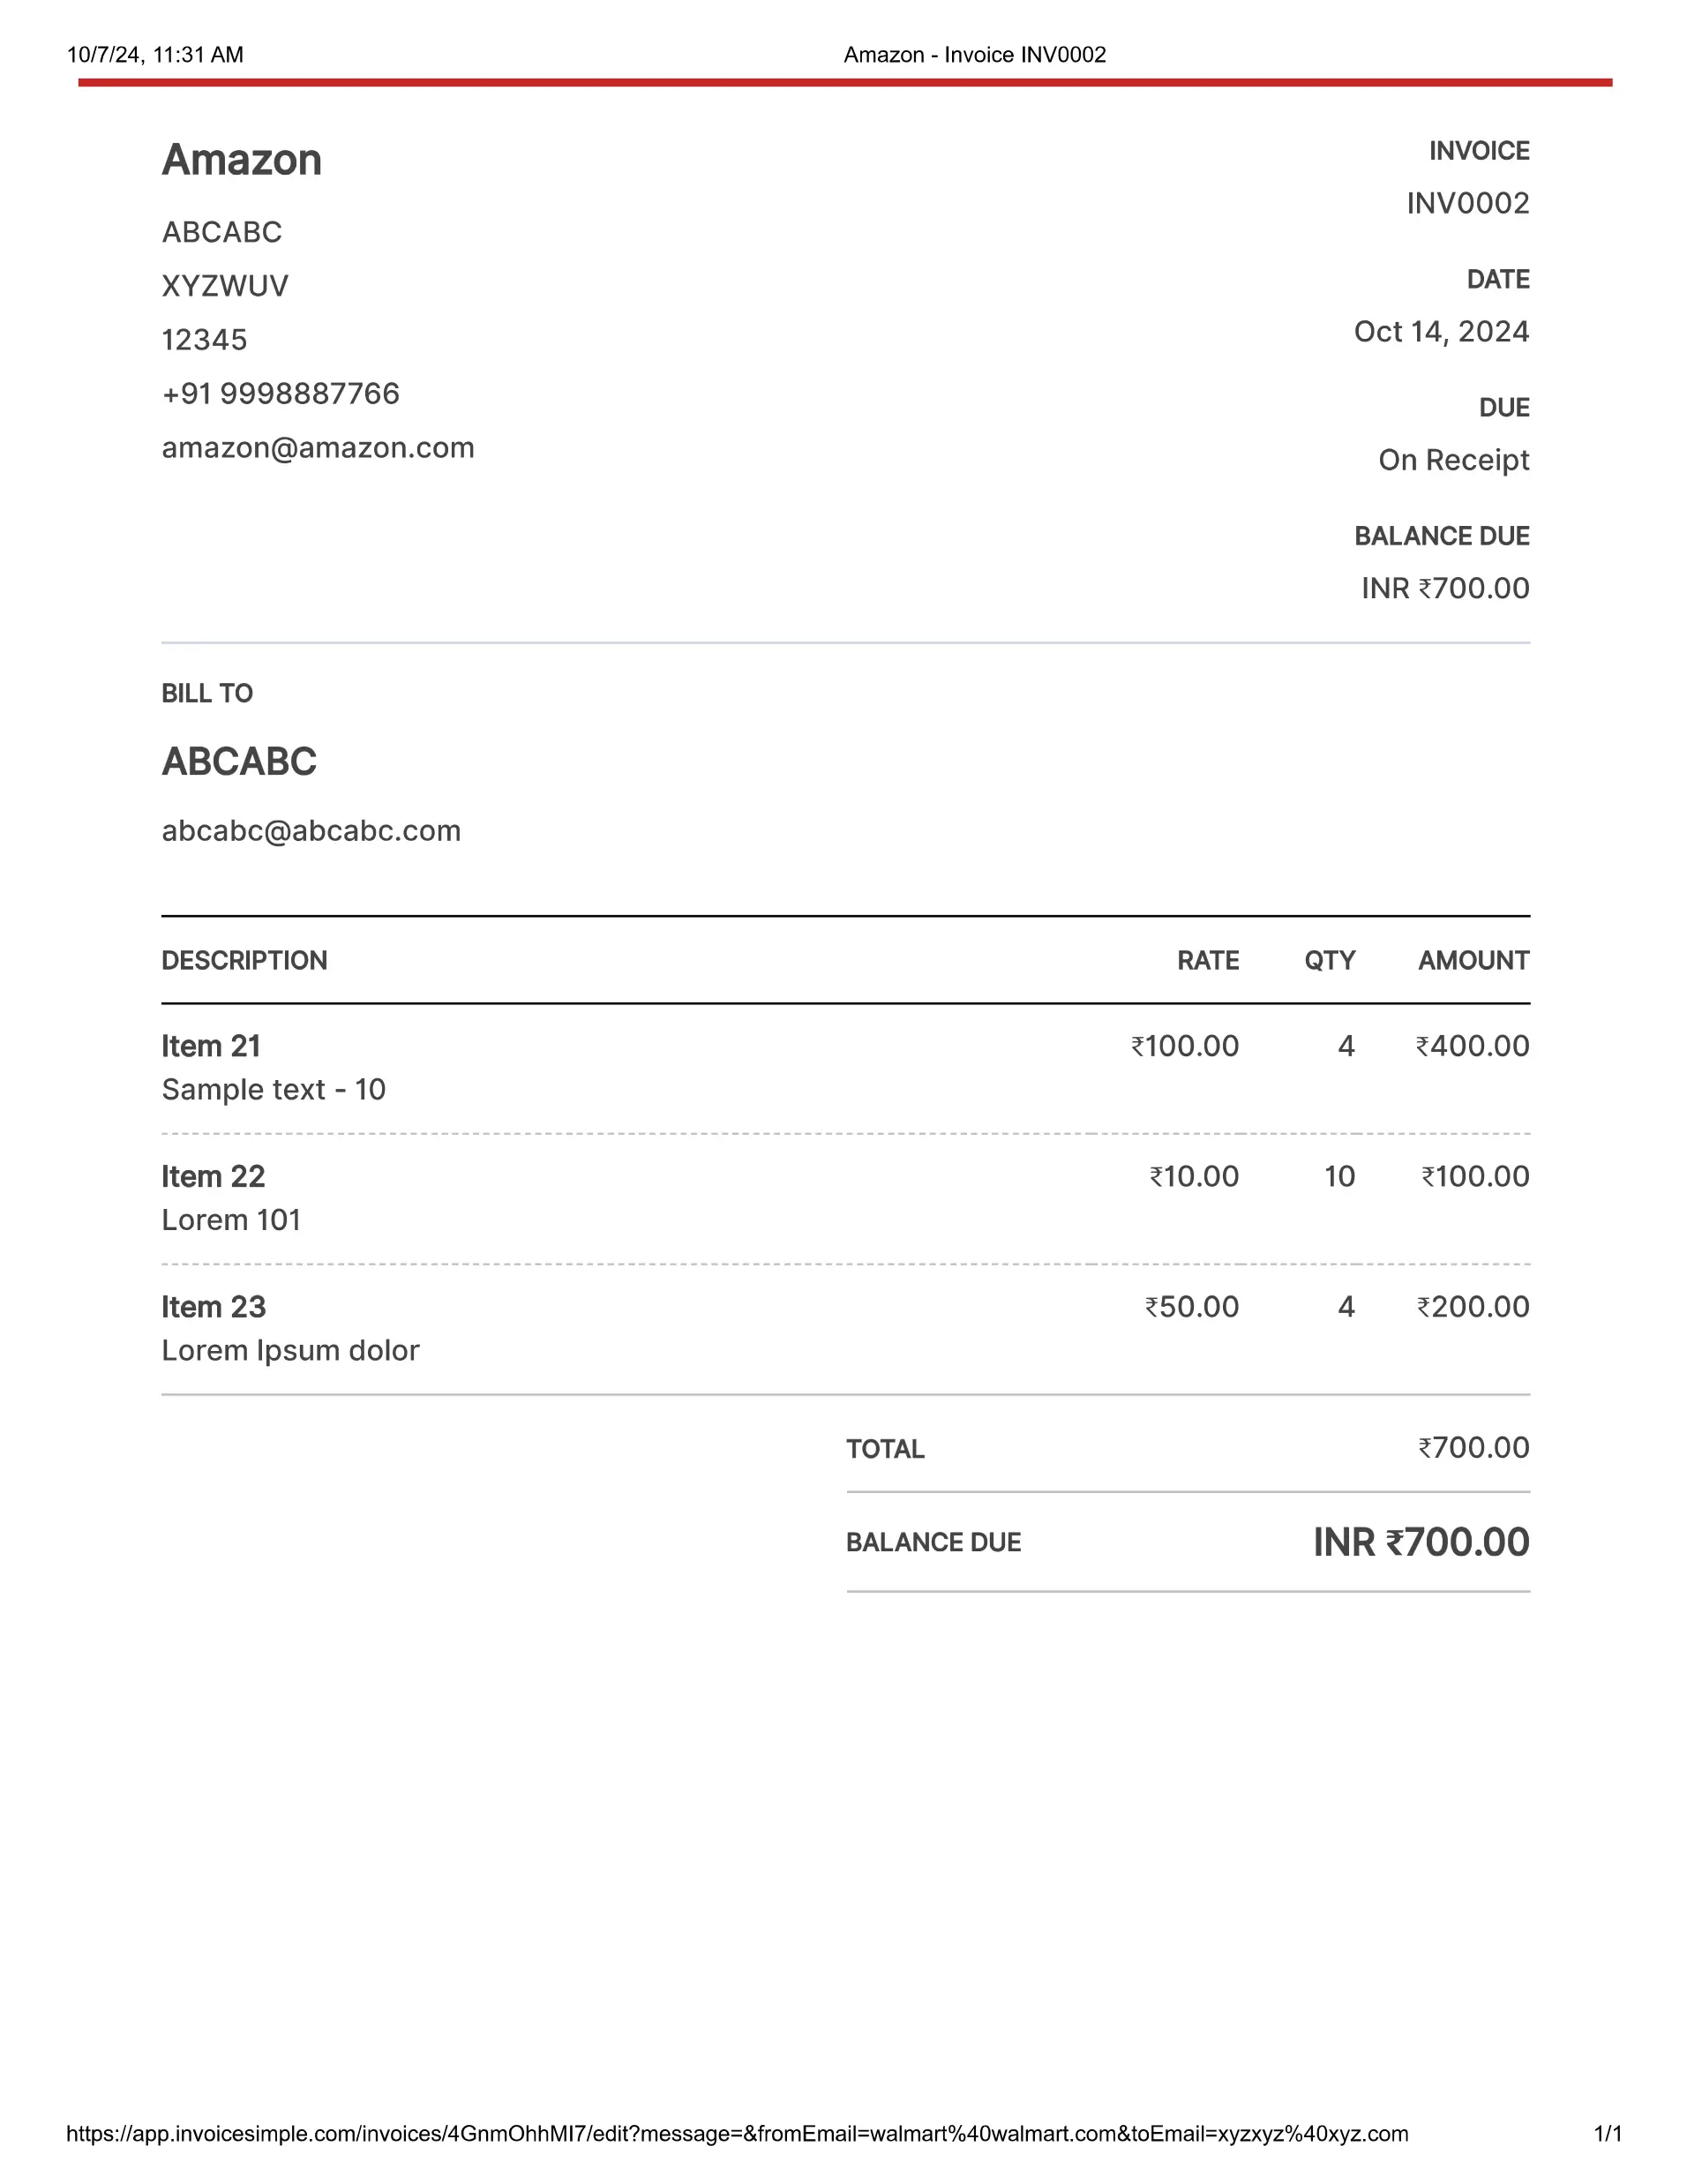 10/7/24, 11:31 AM Amazon - Invoice INV0002
Amazon
ABCABC
XYZWUV
12345
+91 9998887766
amazon@amazon.com
INVOICE
INV0002
DATE
Oct 14, 2024
DUE
On Receipt
BALANCE DUE
INR ₹700.00
BILL TO
ABCABC
abcabc@abcabc.com
DESCRIPTION RATE QTY AMOUNT
Item 21 ₹100.00 4 ₹400.00
Sample text - 10
Item 22 ₹10.00 10 ₹100.00
Lorem 101
Item 23 ₹50.00 4 ₹200.00
Lorem Ipsum dolor
TOTAL ₹700.00
BALANCE DUE INR ₹700.00
https://app.invoicesimple.com/invoices/4GnmOhhMI7/edit?message=&fromEmail=walmart%40walmart.com&toEmail=xyzxyz%40xyz.com 1/1